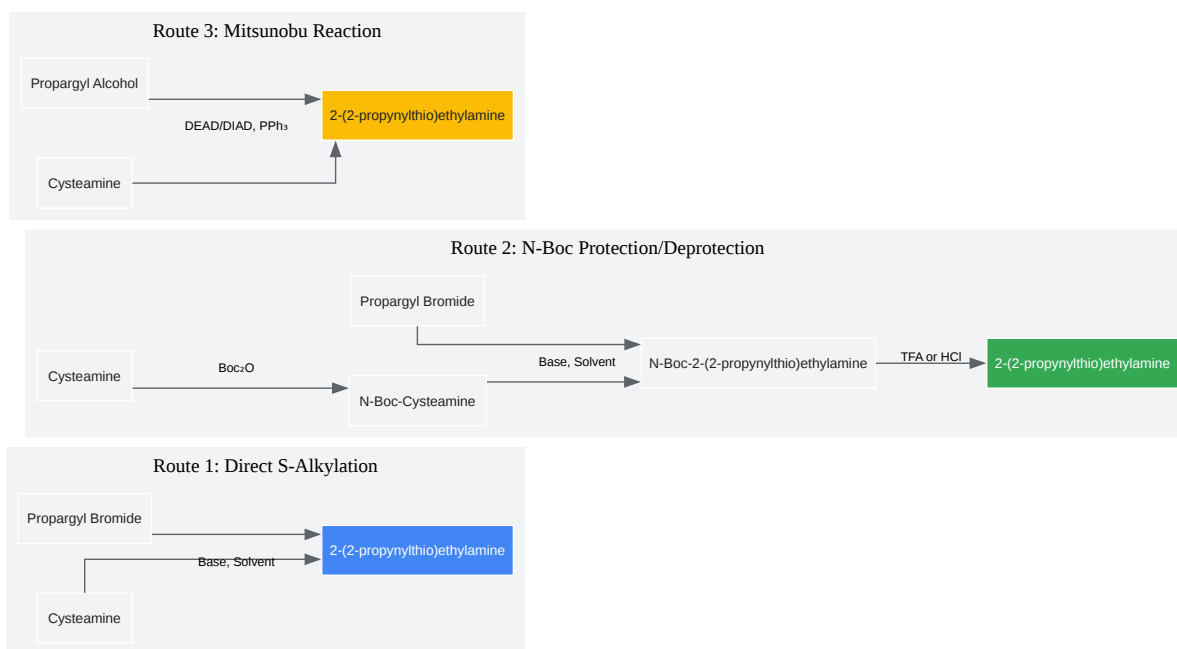 Route 3: Mitsunobu Reaction
Propargyl Alcohol
2-(2-propynylthio)ethylamine
DEAD/DIAD, PPh₃
Cysteamine
Route 2: N-Boc Protection/Deprotection
Propargyl Bromide
Cysteamine
Boc₂O
N-Boc-Cysteamine
Base, Solvent
N-Boc-2-(2-propynylthio)ethylamine
TFA or HCl
2-(2-propynylthio)ethylamine
Route 1: Direct S-Alkylation
Propargyl Bromide
2-(2-propynylthio)ethylamine
Base, Solvent
Cysteamine